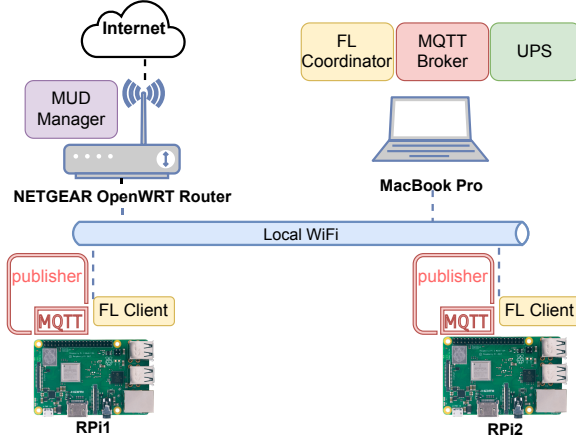 Internet
FL
Coordinator
MQTT
Broker
UPS
MUD
Manager
NETGEAR OpenWRT Router
MacBook Pro
Local WiFi
publisher
MQTT
FL Client
publisher
MQTT
FL Client
RPi1
RPi2